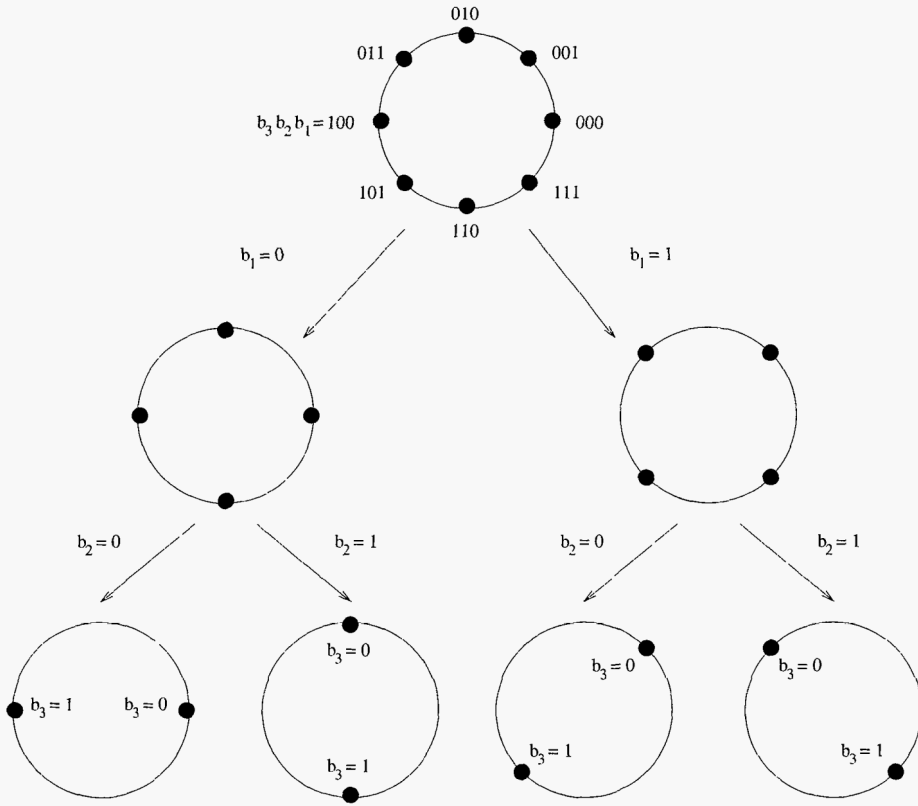 010
011
001
b₃ b₂ b₁ = 100
000
101
111
110
b₁ = 0
b₁ = 1
b₂ = 0
b₂ = 1
b₂ = 0
b₂ = 1
b₃ = 0
b₃ = 0
b₃ = 0
b₃ = 1
b₃ = 0
b₃ = 1
b₃ = 1
b₃ = 1